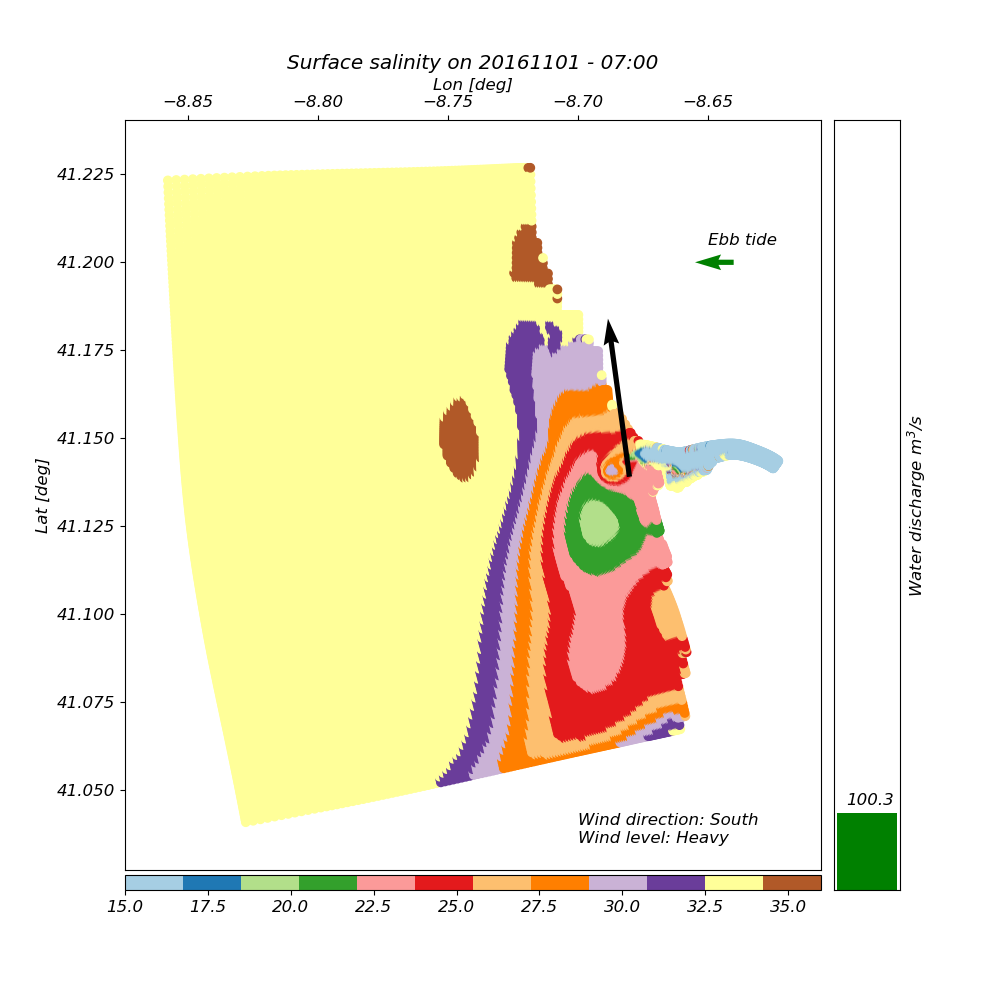 Surface salinity on 20161101 - 07:00
Lon [deg]
−8.85 −8.80 −8.75 −8.70 −8.65
41.225
41.200
41.175
41.150
41.125
41.100
41.075
41.050
Lat [deg]
Ebb tide
Wind direction: South
Wind level: Heavy
15.0 17.5 20.0 22.5 25.0 27.5 30.0 32.5 35.0
100.3
Water discharge m³/s